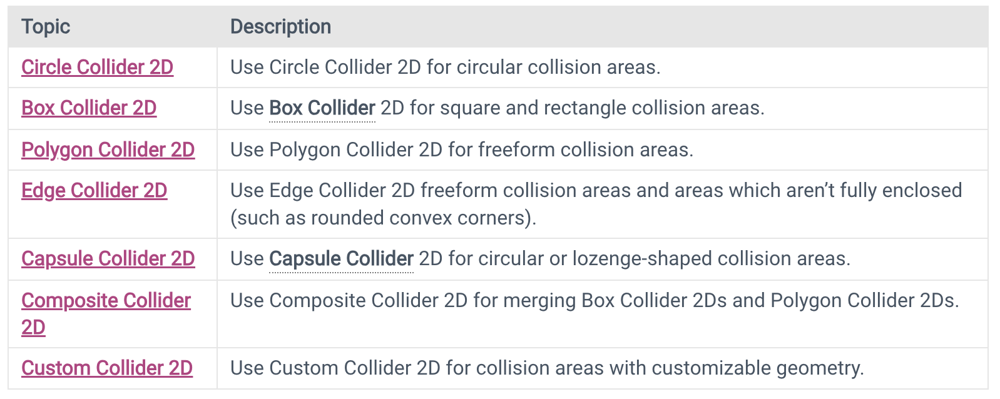 Topic Description
Circle Collider 2D Use Circle Collider 2D for circular collision areas.
Box Collider 2D Use Box Collider 2D for square and rectangle collision areas.
Polygon Collider 2D Use Polygon Collider 2D for freeform collision areas.
Edge Collider 2D Use Edge Collider 2D freeform collision areas and areas which aren’t fully enclosed
(such as rounded convex corners).
Capsule Collider 2D Use Capsule Collider 2D for circular or lozenge-shaped collision areas.
Composite Collider Use Composite Collider 2D for merging Box Collider 2Ds and Polygon Collider 2Ds.
2D
Custom Collider 2D Use Custom Collider 2D for collision areas with customizable geometry.